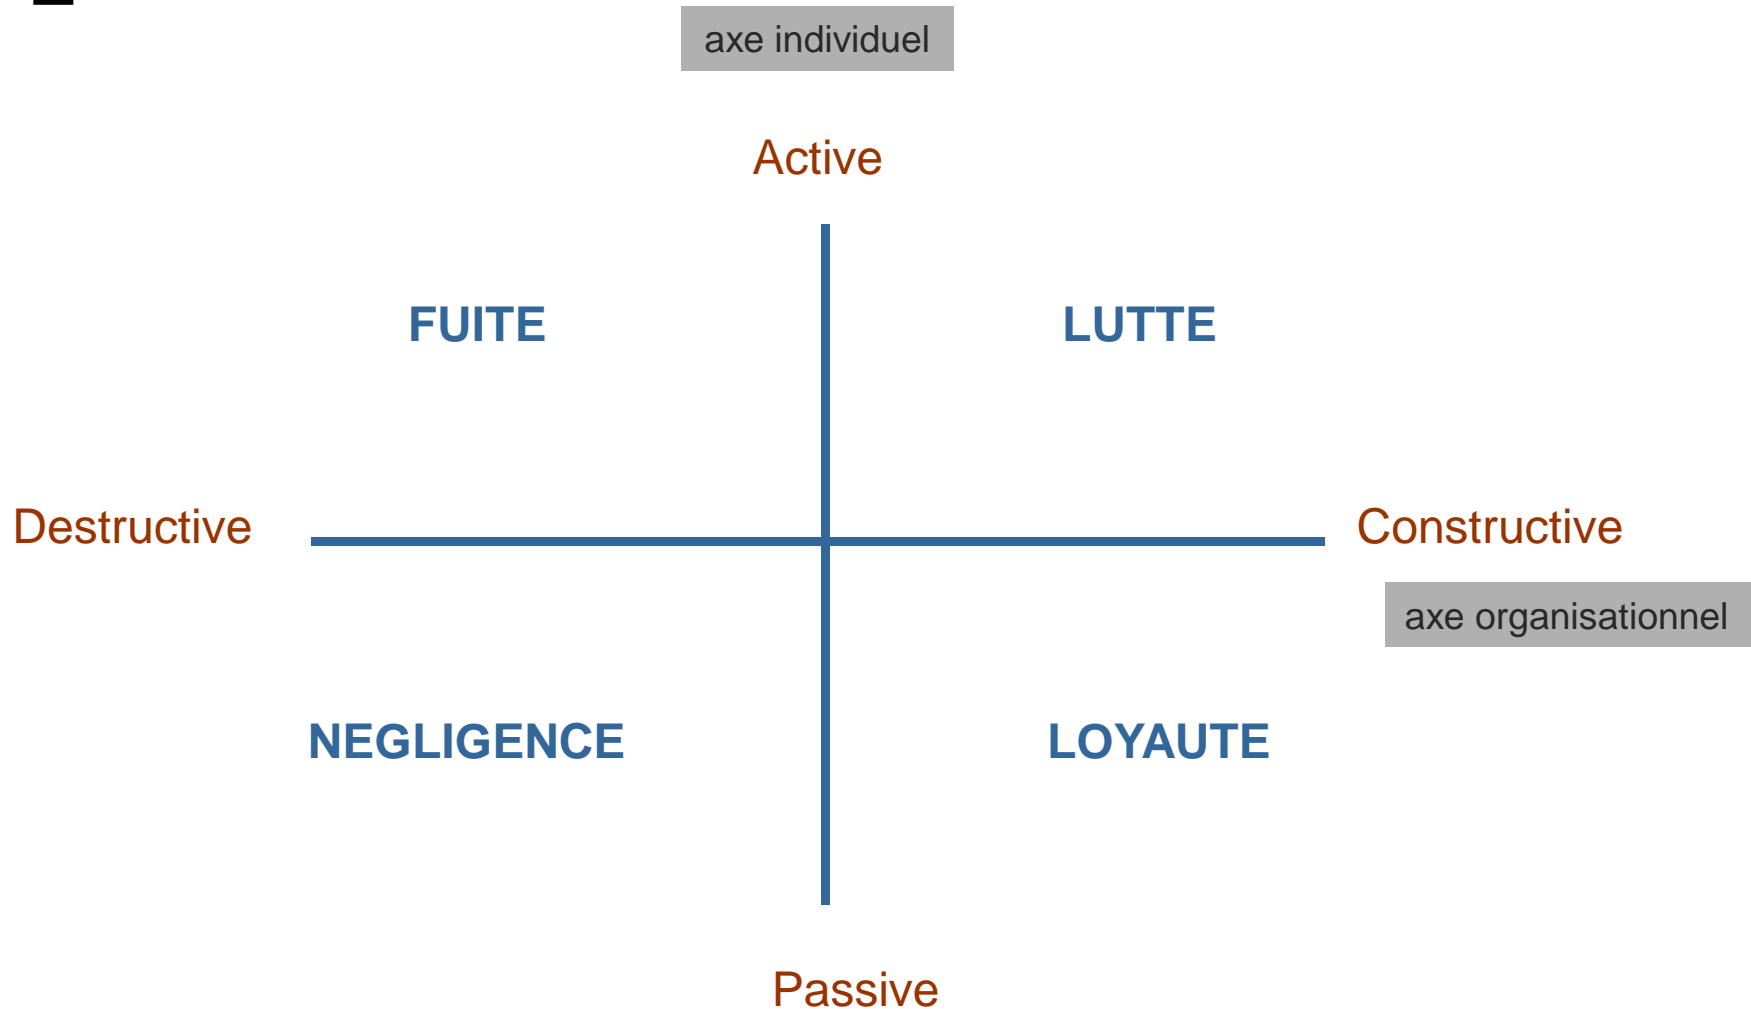 axe individuel
Active
FUITE
LUTTE
Destructive
Constructive
axe organisationnel
NEGLIGENCE
LOYAUTE
Passive